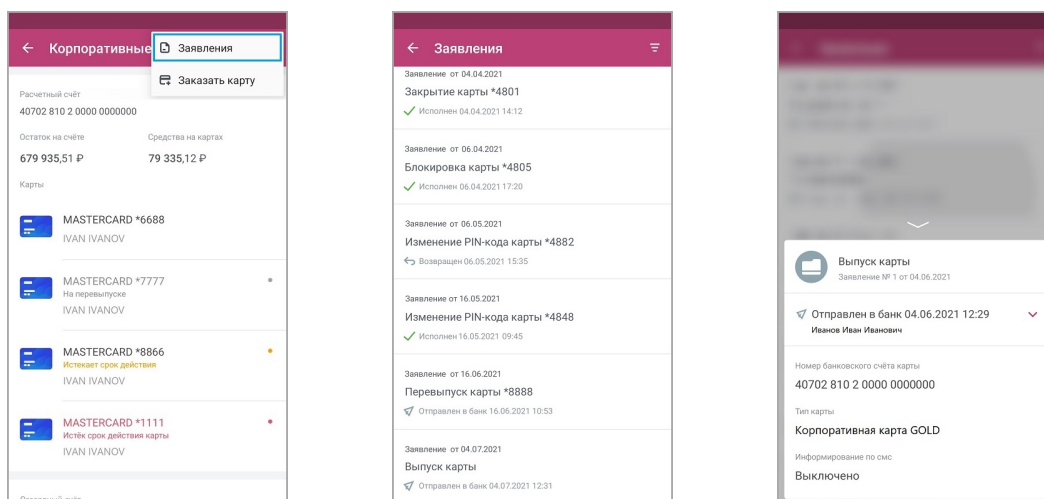 Корпоративные
Заявления
Заказать карту
Расчетный счёт
40702 810 2 0000 0000000
Остаток на счёте Средства на картах
679 935,51 ₽ 79 335,12 ₽
Карты
MASTERCARD *6688
IVAN IVANOV
MASTERCARD *7777
На перевыпуске
IVAN IVANOV
MASTERCARD *8866
Истекает срок действия
IVAN IVANOV
MASTERCARD *1111
Истёк срок действия карты
IVAN IVANOV
Заявления
Заявление от 04.04.2021
Закрытие карты *4801
Исполнен 04.04.2021 14:12
Заявление от 06.04.2021
Блокировка карты *4805
Исполнен 06.04.2021 17:20
Заявление от 06.05.2021
Изменение PIN-кода карты *4882
Возвращен 06.05.2021 15:35
Заявление от 16.05.2021
Изменение PIN-кода карты *4848
Исполнен 16.05.2021 09:45
Заявление от 16.06.2021
Перевыпуск карты *8888
Отправлен в банк 16.06.2021 10:53
Заявление от 04.07.2021
Выпуск карты
Отправлен в банк 04.07.2021 12:31
Выпуск карты
Заявление № 1 от 04.06.2021
Отправлен в банк 04.06.2021 12:29
Иванов Иван Иванович
Номер банковского счёта карты
40702 810 2 0000 0000000
Тип карты
Корпоративная карта GOLD
Информирование по смс
Выключено